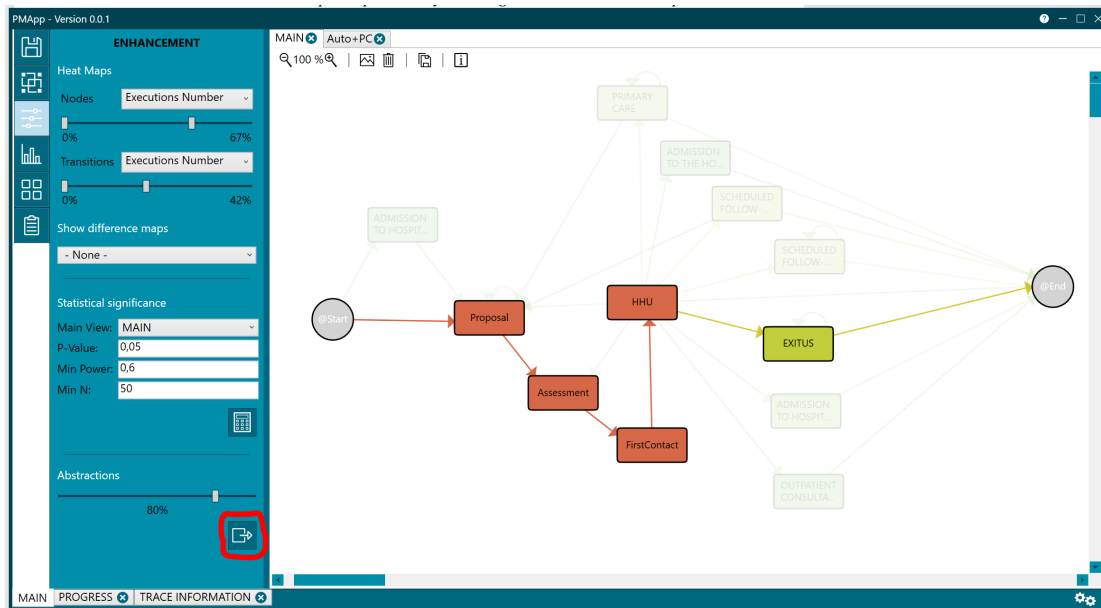 PMApp - Version 0.0.1
ENHANCEMENT
Heat Maps
Nodes Executions Number
0% 67%
Transitions Executions Number
0% 42%
Show difference maps
- None -
Statistical significance
Main View: MAIN
P-Value: 0,05
Min Power: 0,6
Min N: 50
Abstractions
80%
MAIN Auto+PC
100 %
PRIMARY
CARE
ADMISSION
TO THE HO...
SCHEDULED
FOLLOW-...
ADMISSION
TO HOSPIT...
SCHEDULED
FOLLOW-...
@Start
Proposal
HHU
@End
EXITUS
Assessment
ADMISSION
TO HOSPIT...
FirstContact
OUTPATIENT
CONSULTA...
MAIN PROGRESS TRACE INFORMATION